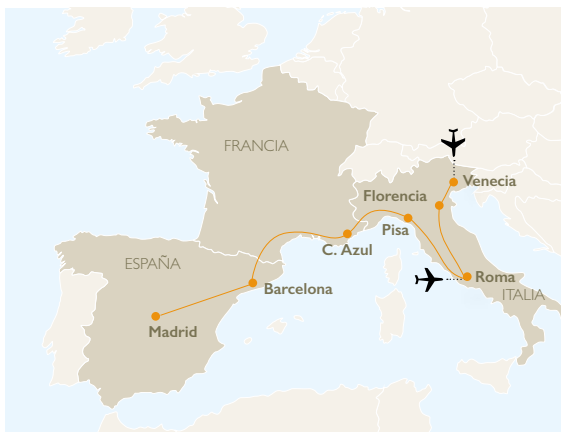 FRANCIA
Venecia
Florencia
Pisa
C. Azul
ESPAÑA
Roma
Barcelona
ITALIA
Madrid